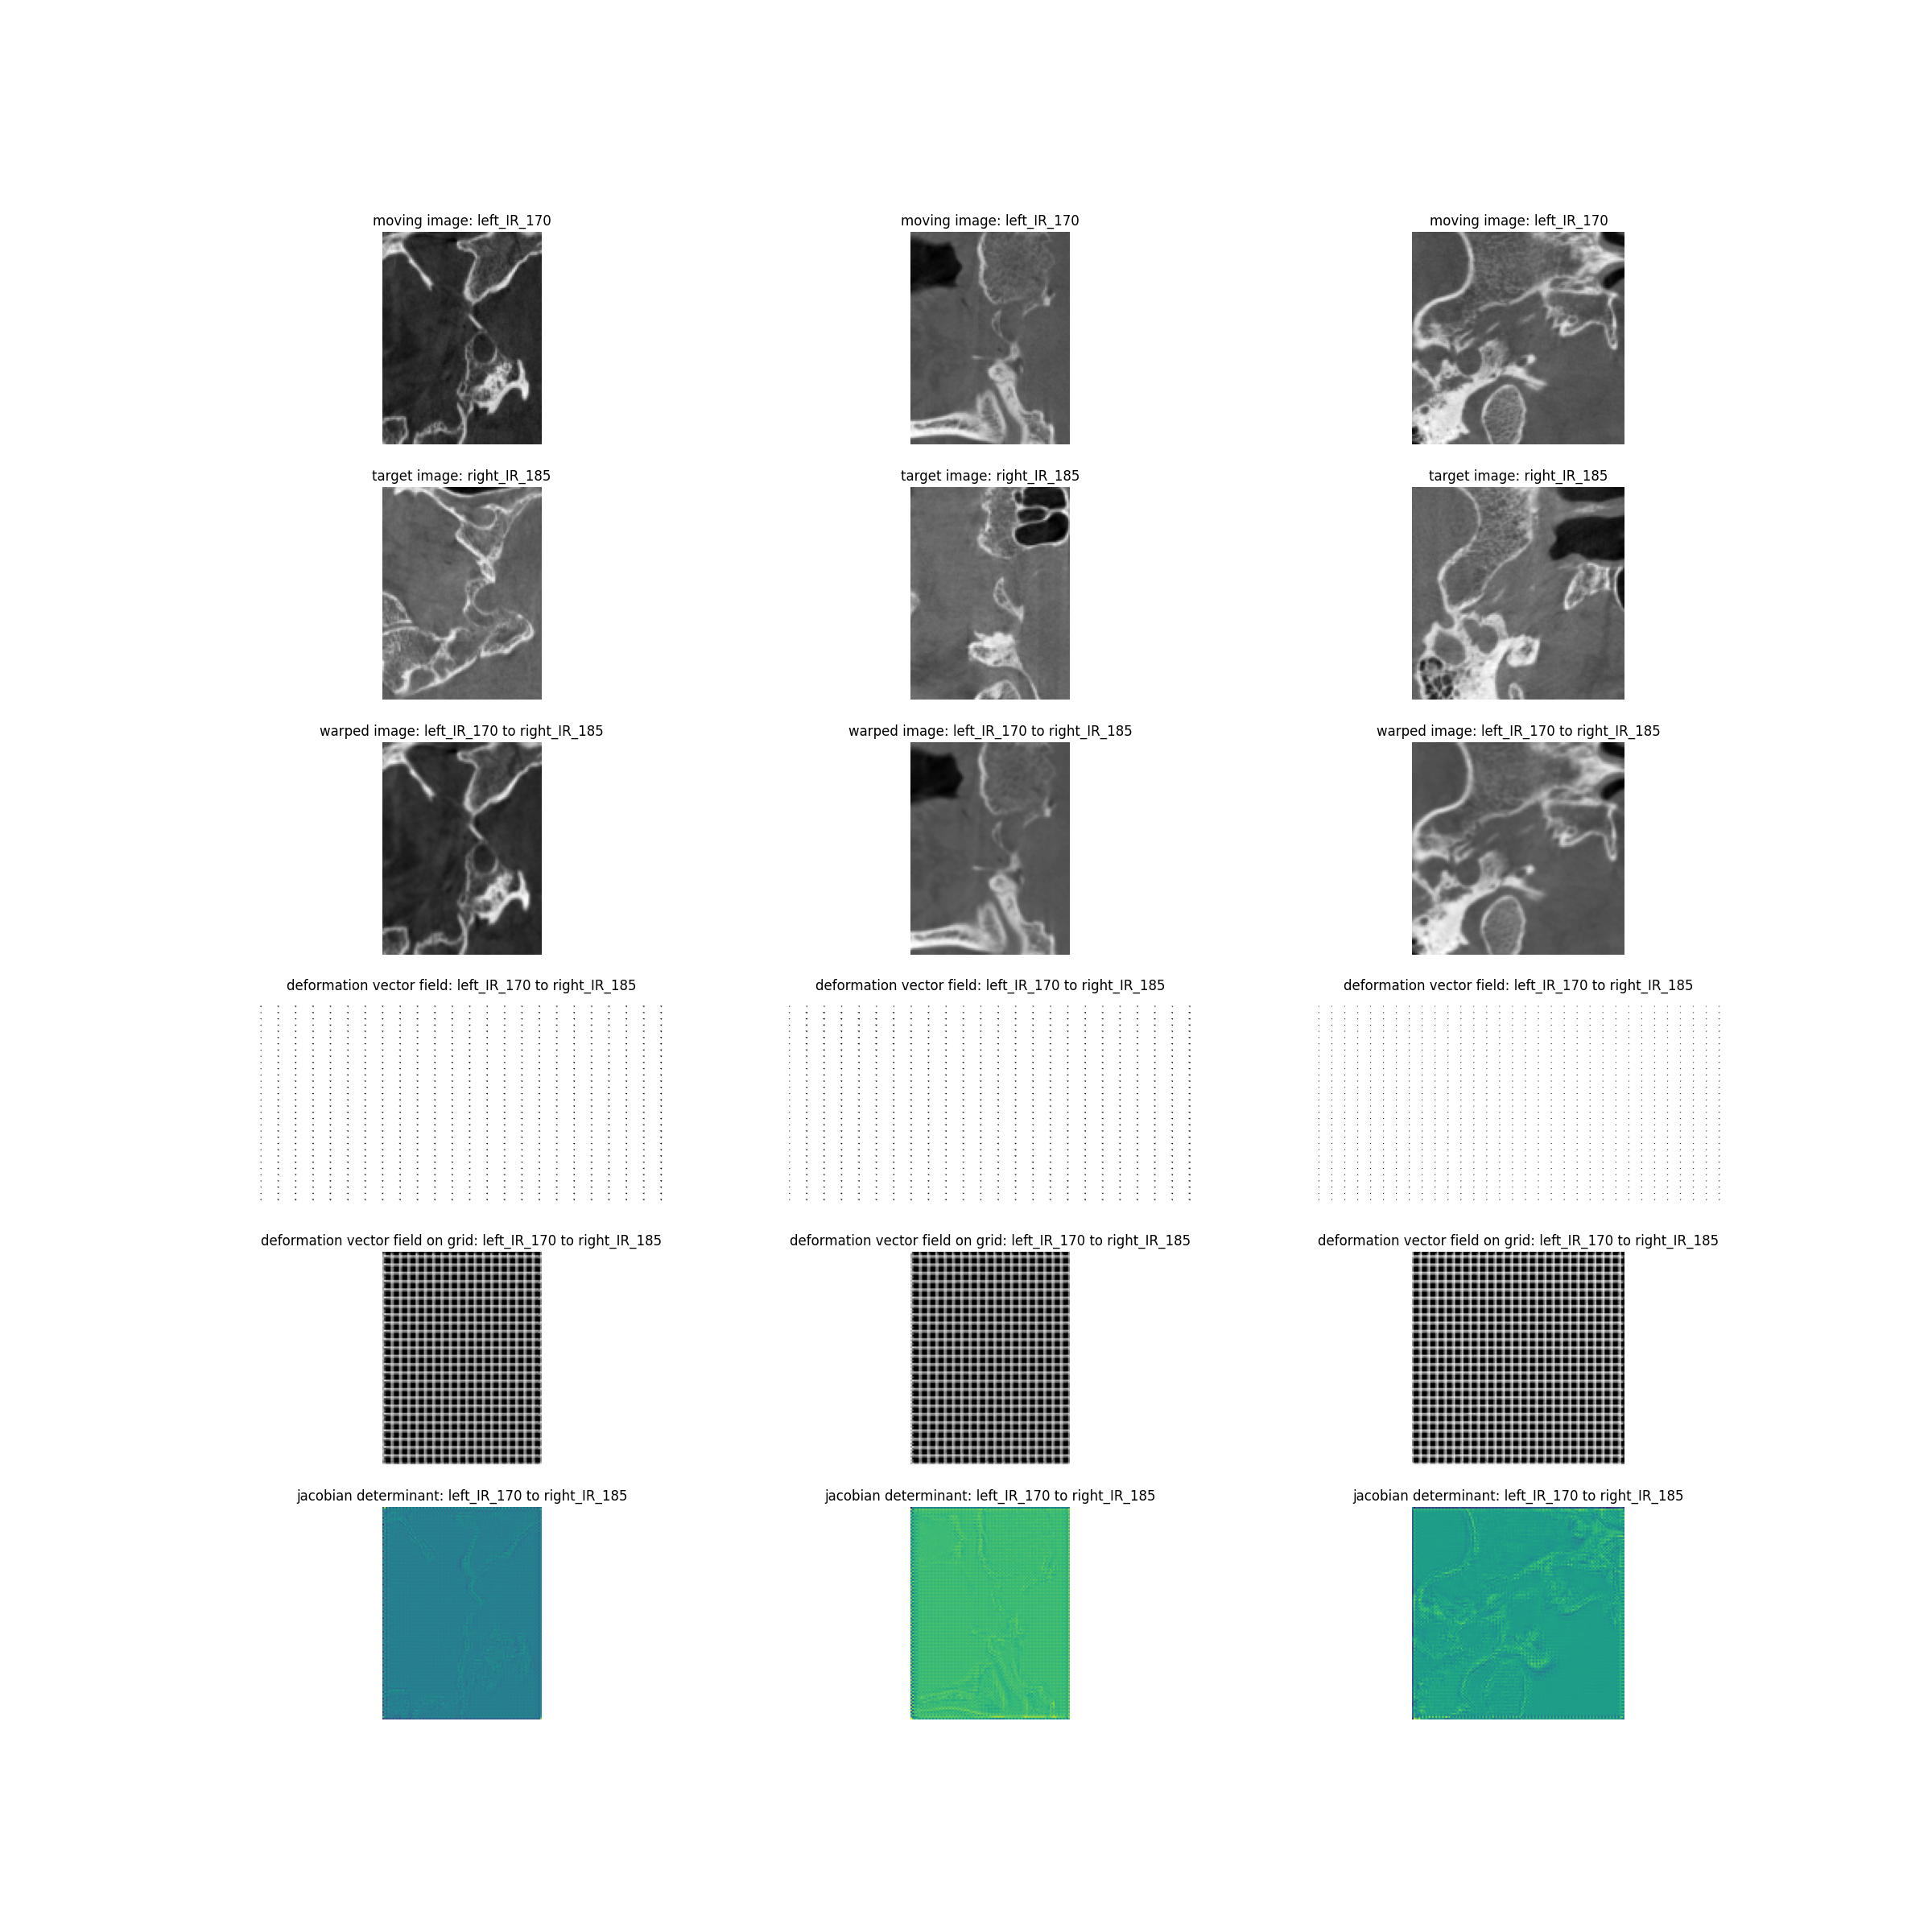 moving image: left_IR_170
moving image: left_IR_170
moving image: left_IR_170
target image: right_IR_185
target image: right_IR_185
target image: right_IR_185
warped image: left_IR_170 to right_IR_185
warped image: left_IR_170 to right_IR_185
warped image: left_IR_170 to right_IR_185
deformation vector field: left_IR_170 to right_IR_185
deformation vector field: left_IR_170 to right_IR_185
deformation vector field: left_IR_170 to right_IR_185
deformation vector field on grid: left_IR_170 to right_IR_185
deformation vector field on grid: left_IR_170 to right_IR_185
deformation vector field on grid: left_IR_170 to right_IR_185
jacobian determinant: left_IR_170 to right_IR_185
jacobian determinant: left_IR_170 to right_IR_185
jacobian determinant: left_IR_170 to right_IR_185